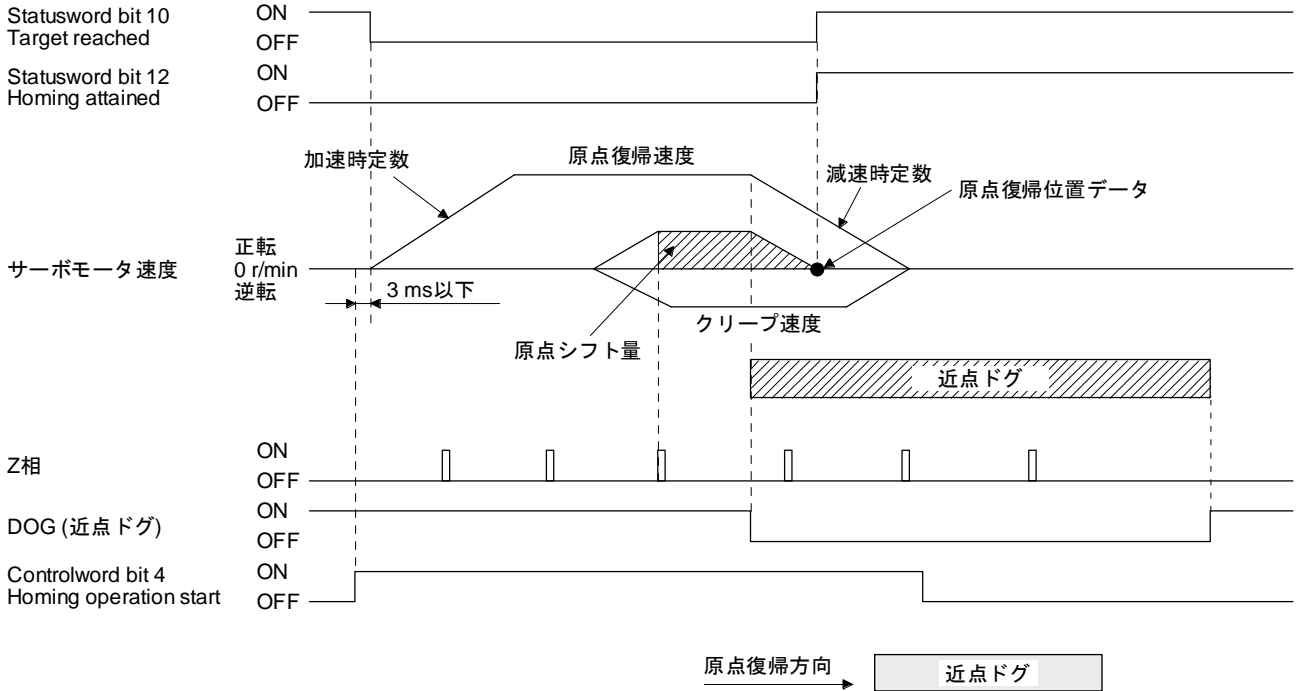 Statusword bit 10
Target reached
ON
OFF
Statusword bit 12
Homing attained
ON
OFF
加速時定数
原点復帰速度
減速時定数
原点復帰位置データ
サーボモータ速度
正転
0 r/min
逆転
3 ms以下
クリープ速度
原点シフト量
近点ドグ
Z相
ON
OFF
DOG (近点ドグ)
ON
OFF
Controlword bit 4
Homing operation start
ON
OFF
原点復帰方向
近点ドグ